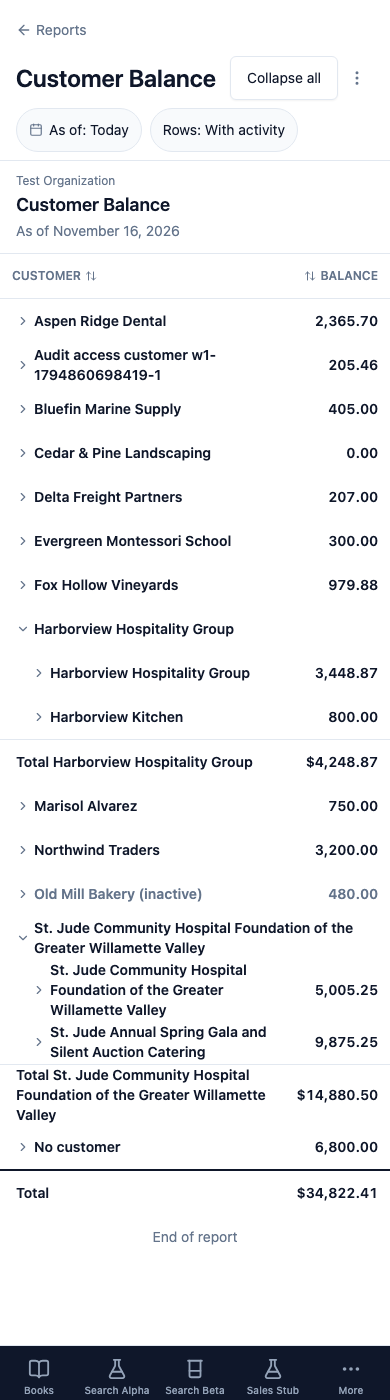 Reports
Customer Balance
Collapse all
As of: Today
Rows: With activity
Test Organization
Customer Balance
As of November 16, 2026
CUSTOMER
BALANCE
Aspen Ridge Dental 2,365.70
Audit access customer w1-
1794860698419-1 205.46
Bluefin Marine Supply 405.00
Cedar & Pine Landscaping 0.00
Delta Freight Partners 207.00
Evergreen Montessori School 300.00
Fox Hollow Vineyards 979.88
Harborview Hospitality Group
Harborview Hospitality Group 3,448.87
Harborview Kitchen 800.00
Total Harborview Hospitality Group $4,248.87
Marisol Alvarez 750.00
Northwind Traders 3,200.00
Old Mill Bakery (inactive) 480.00
St. Jude Community Hospital Foundation of the
Greater Willamette Valley
St. Jude Community Hospital
Foundation of the Greater 5,005.25
Willamette Valley
St. Jude Annual Spring Gala and
Silent Auction Catering 9,875.25
Total St. Jude Community Hospital
Foundation of the Greater Willamette $14,880.50
Valley
No customer 6,800.00
Total $34,822.41
End of report
Books
Search Alpha
Search Beta
Sales Stub
More